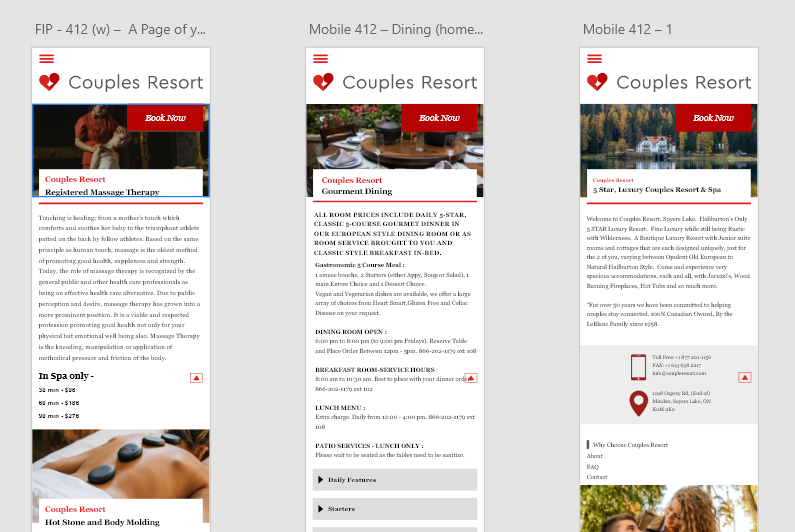 FIP - 412 (w) – A Page of y...
Couples Resort
Book Now
Couples Resort
Registered Massage Therapy
Touching is healing; from a mother's touch which
comforts and soothes her baby to the triumphant athlete
patted on the back by fellow athletes. Based on the same
principle as human touch, massage is the oldest method
of promoting good health, suppleness and strength.
Today, the role of massage therapy is recognized by the
general public and other health care professionals as
being an effective health care alternative. Due to public
perception and desire, massage therapy has grown into a
more prominent position. It is a viable and respected
profession promoting good health not only for your
physical but emotional well being also. Massage Therapy
is the kneading, manipulation or application of
methodical pressure and friction of the body.
In Spa only -
30 min - $96
60 min - $186
90 min - $276
Couples Resort
Hot Stone and Body Molding
Mobile 412 – Dining (home...
Couples Resort
Book Now
Couples Resort
Gourment Dining
ALL ROOM PRICES INCLUDE DAILY 5-STAR,
CLASSIC 5-COURSE GOURMET DINNER IN
OUR EUROPEAN STYLE DINING ROOM OR AS
ROOM SERVICE BROUGHT TO YOU AND
CLASSIC STYLE BREAKFAST IN-BED.
Gastronomic 5 Course Meal :
1 amuse bouche, 2 Starters (either Appy, Soup or Salad), 1
main Entree Choice and a Dessert Choice.
Vegan and Vegetarian dishes are available, we offer a large
array of choices from Heart Smart,Gluten Free and Celiac
Disease on your request.
DINING ROOM OPEN :
6:00 pm to 8:00 pm (to 9:00 pm Fridays). Reserve Table
and Place Order Between 12pm - 5pm. 866-202-1179 ext 108
BREAKFAST ROOM-SERVICE HOURS :
8:00 am to 10:30 am. Best to place with your dinner order
866-202-1179 ext 102
LUNCH MENU :
Extra charge. Daily from 12:00 - 4:00 pm. 866-202-1179 ext
108
PATIO SERVICES - LUNCH ONLY :
Please wait to be seated as the tables need to be sanitize.
Daily Features
Starters
Mobile 412 – 1
Couples Resort
Book Now
Couples Resort
5 Star, Luxury Couples Resort & Spa
Welcome to Couples Resort, Soyers Lake. Haliburton's Only
5 STAR Luxury Resort. Fine Luxury while still being Rustic
with Wilderness. A Boutique Luxury Resort with Junior suite
rooms and cottages that are each designed uniquely, just for
the 2 of you, varying between Opulent Old European to
Natural Haliburton Style. Come and experience very
spacious accommodations, each and all, with Jacuzzi's, Wood
Burning Fireplaces, Hot Tubs and so much more.
"For over 50 years we have been committed to helping
couples stay connected. 100% Canadian Owned, By the
LeBlanc Family since 1958.
Toll Free: +1 877 202-1156
FAX: +1 613 638 2217
info@couplesresort.com
1198 Osprey Rd, (End of)
Minden, Soyers Lake, ON
K0M 2K0
Why Choose Couples Resort
About
FAQ
Contact